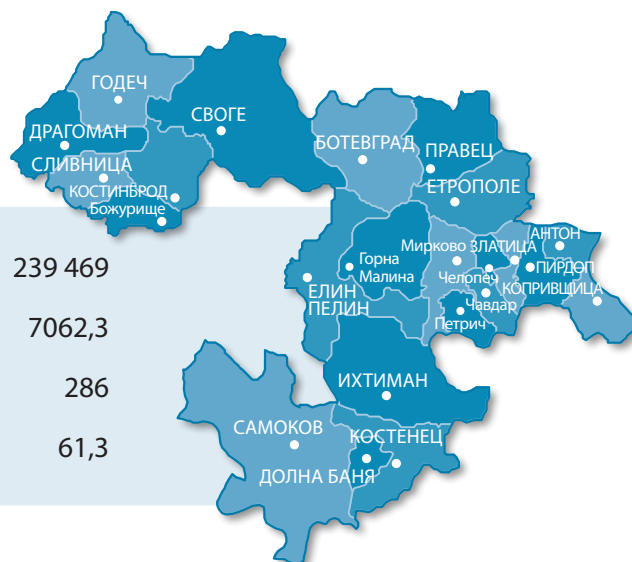 ГОДЕЧ
СВОГЕ
ДРАГОМАН
БОТЕВГРАД
ПРАВЕЦ
СЛИВНИЦА
КОСТИНБРОД
ЕТРОПОЛЕ
Божурище
АНТОН
Мирково ЗЛАТИЦА
239 469
Горна
Малина
ПИРДОП
Челопеч
КОПРИВЩИЦА
ЕЛИН
ПЕЛИН
Чавдар
7062,3
Петрич
286
ИХТИМАН
САМОКОВ
КОСТЕНЕЦ
61,3
ДОЛНА БАНЯ